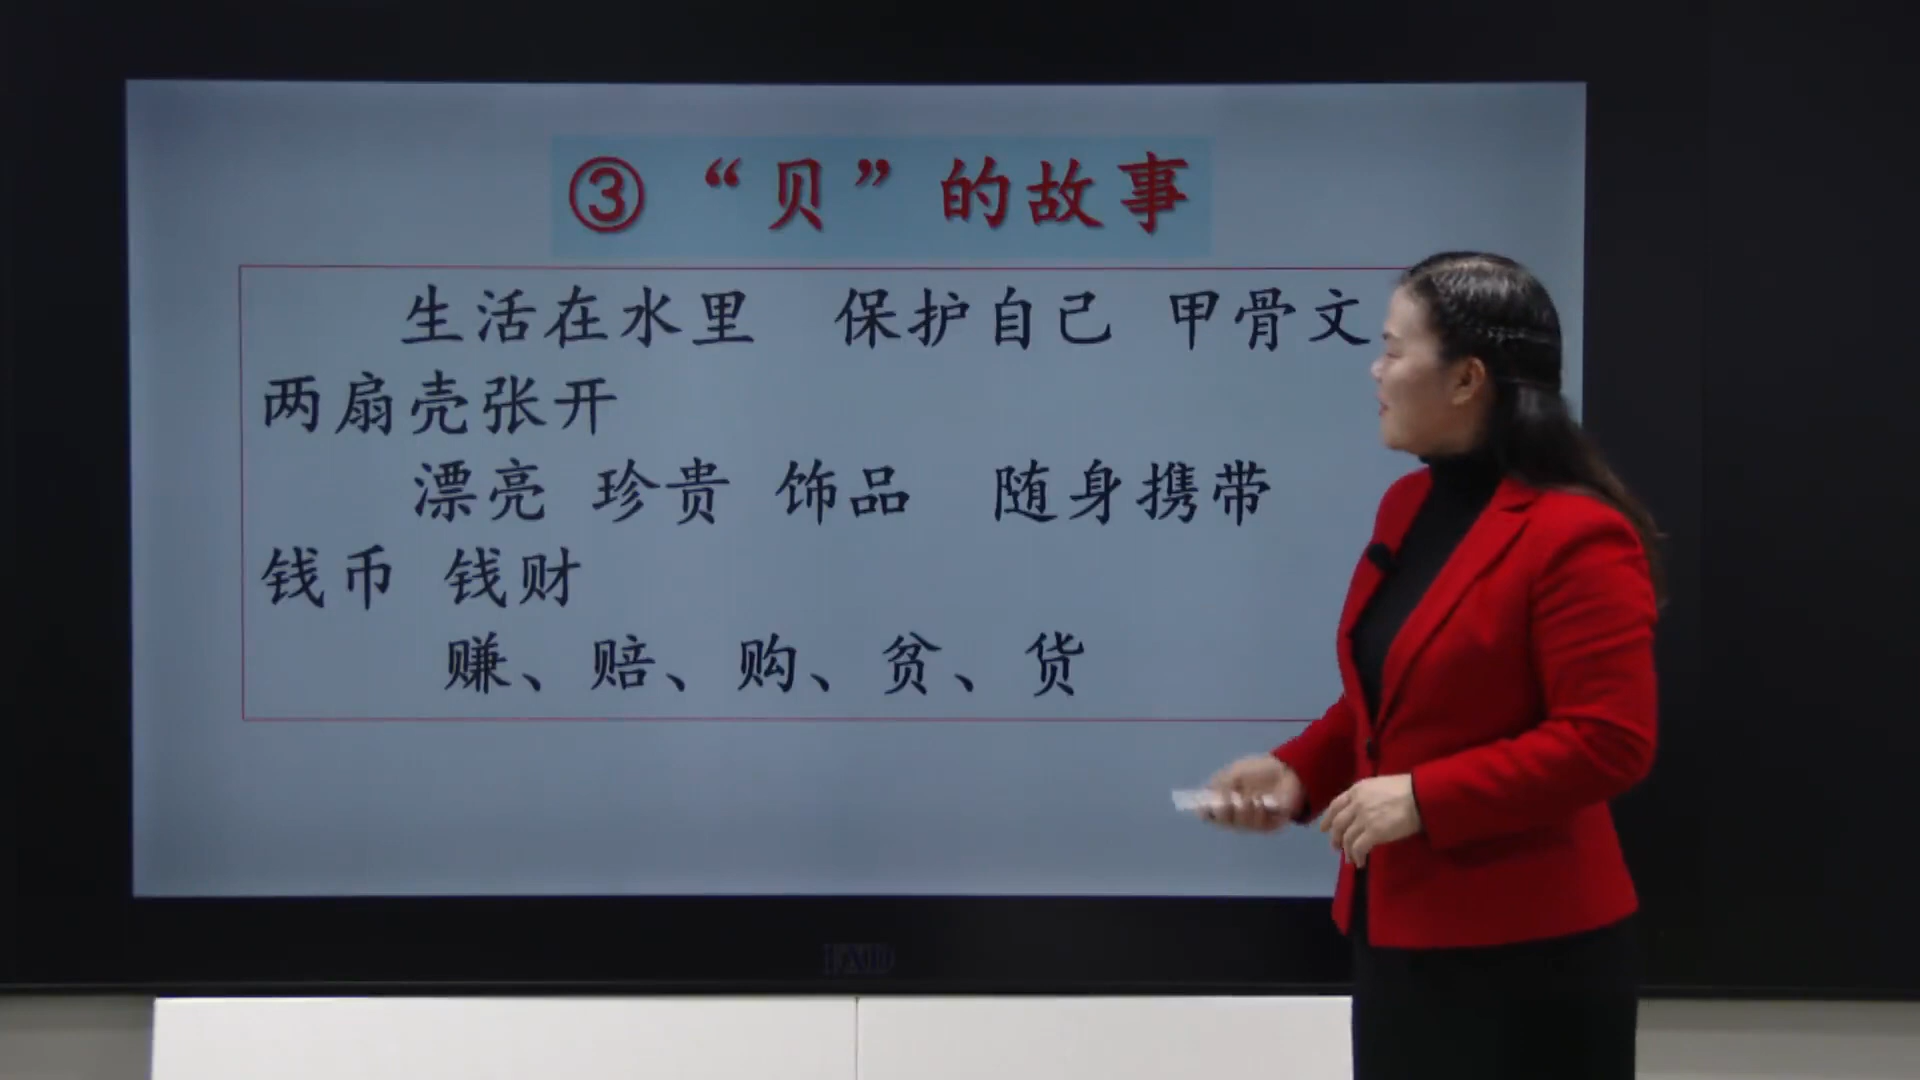 ③“贝”的故事
生活在水里 保护自己 甲骨文
两扇壳张开
漂亮 珍贵 饰品 随身携带
钱币 钱财
赚、赔、购、贫、货